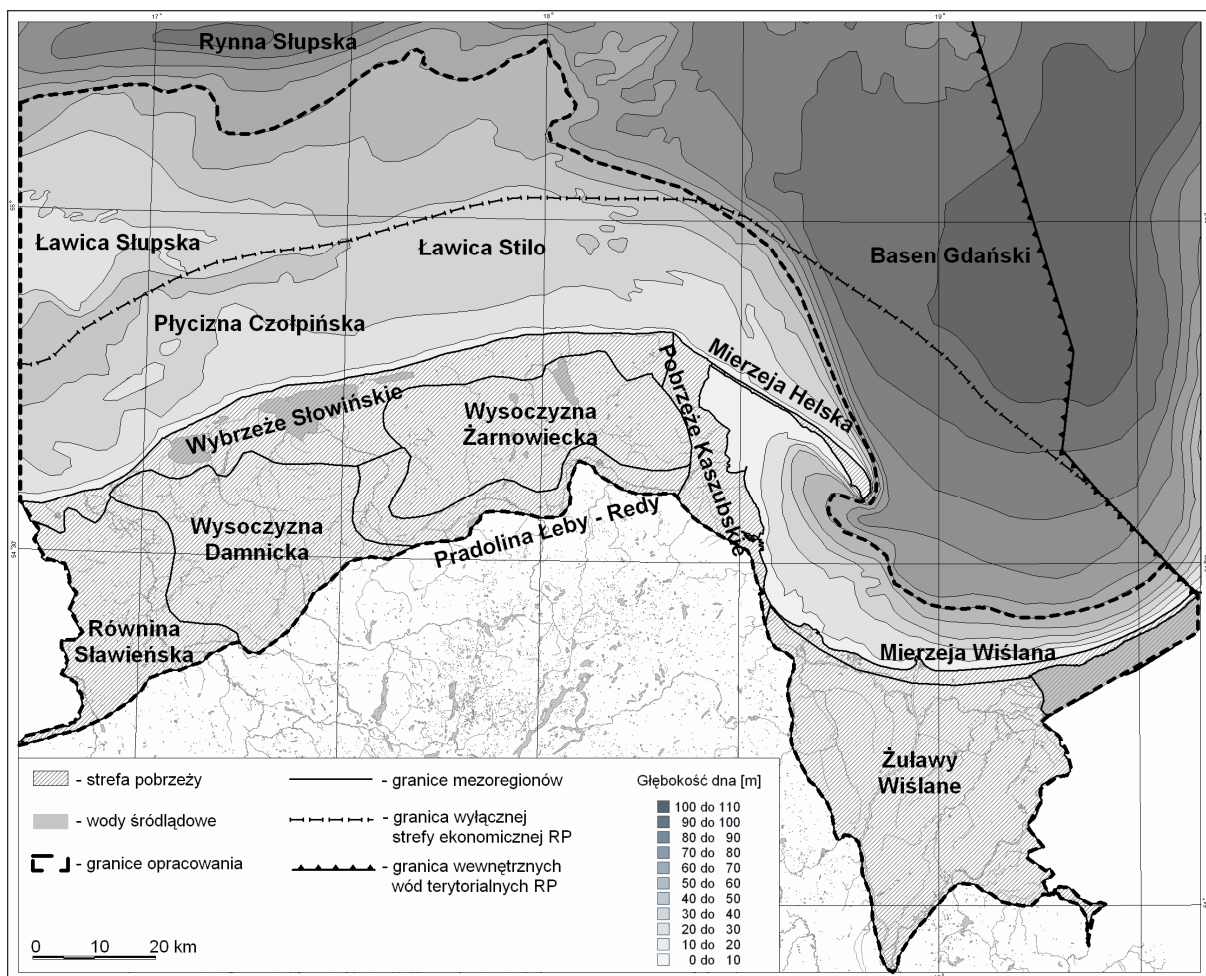 17°
18°
19°
Rynna Słupska
55°
Ławica Słupska
Ławica Stilo
Basen Gdański
Płycizna Czołpińska
Mierzeja Helska
Pobrzeże Kaszubskie
Wybrzeże Słowińskie
Wysoczyzna
Żarnowiecka
Wysoczyzna
Damnicka
Pradolina Łeby - Redy
54°30'
Równina
Sławieńska
Mierzeja Wiślana
Żuławy
Wiślane
- strefa pobrzeży
- wody śródlądowe
- granice opracowania
- granice mezoregionów
- granica wyłącznej
strefy ekonomicznej RP
- granica wewnętrznych
wód terytorialnych RP
Głębokość dna [m]
100 do 110
90 do 100
80 do 90
70 do 80
60 do 70
50 do 60
40 do 50
30 do 40
20 do 30
10 do 20
0 do 10
0 10 20 km